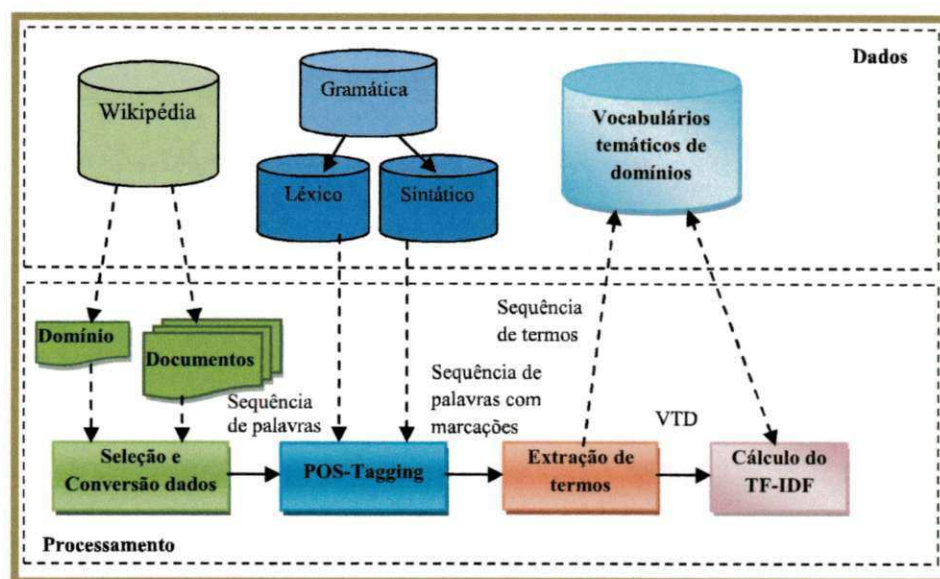 Dados
Wikipédia
Gramática
Léxico
Sintático
Vocabulários
temáticos de
domínios
Domínio
Documentos
Sequência
de palavras
Sequência de
palavras com
marcações
Sequência
de termos
VTD
Seleção e
Conversão dados
POS-Tagging
Extração de
termos
Cálculo do
TF-IDF
Processamento